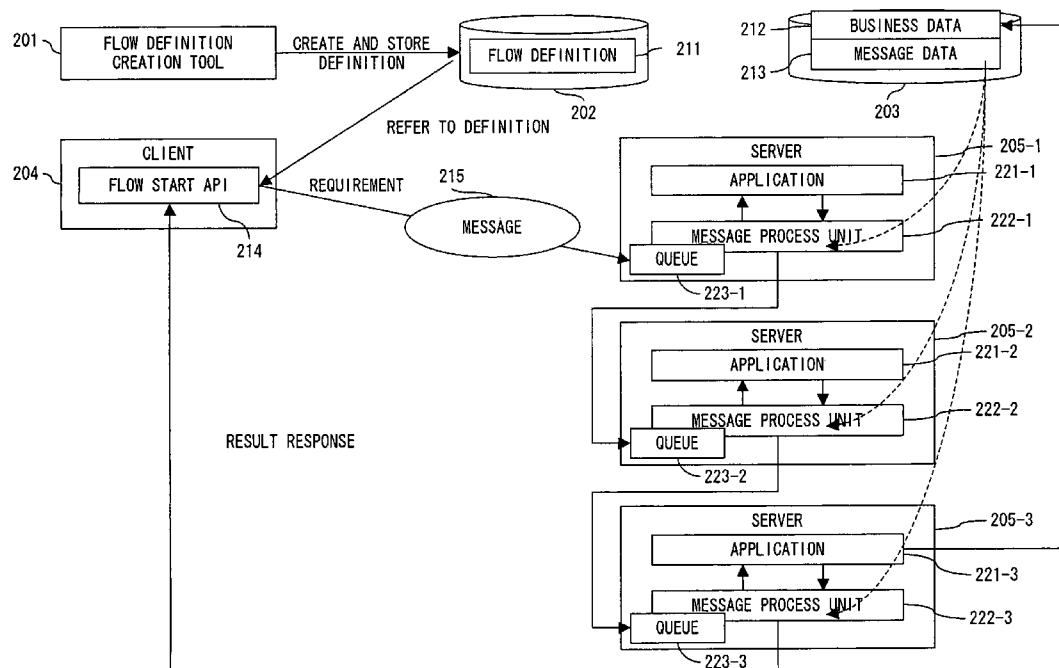 201
FLOW DEFINITION
CREATION TOOL
CREATE AND STORE
DEFINITION
FLOW DEFINITION
211
202
212
BUSINESS DATA
213
MESSAGE DATA
203
REFER TO DEFINITION
204
CLIENT
FLOW START API
214
REQUIREMENT
215
MESSAGE
SERVER
205-1
APPLICATION
221-1
MESSAGE PROCESS UNIT
222-1
QUEUE
223-1
SERVER
205-2
APPLICATION
221-2
MESSAGE PROCESS UNIT
222-2
QUEUE
223-2
RESULT RESPONSE
SERVER
205-3
APPLICATION
221-3
MESSAGE PROCESS UNIT
222-3
QUEUE
223-3